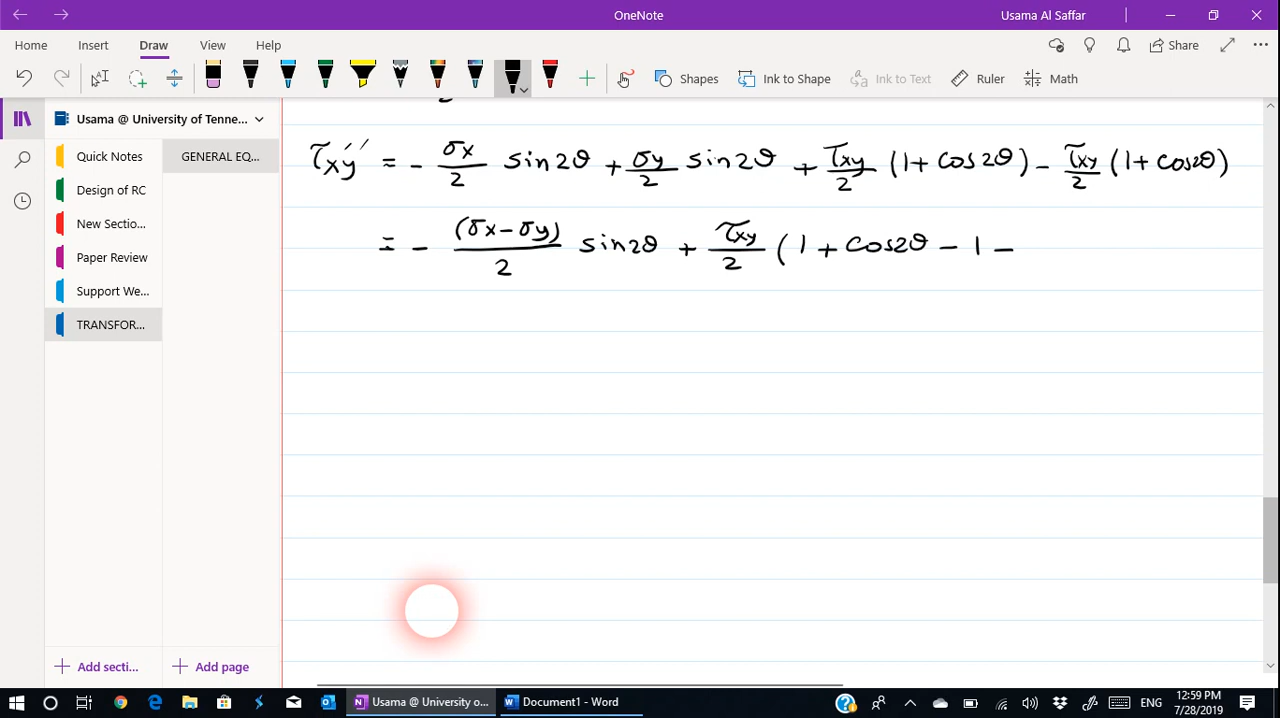 OneNote
Usama Al Saffar
Home Insert Draw View Help
Share
Shapes Ink to Shape Ink to Text Ruler Math
Usama @ University of Tenne...
Quick Notes
Design of RC
New Sectio...
Paper Review
Support We...
TRANSFOR...
GENERAL EQ...
τx′y′ = - σx/2 sin2θ + σy/2 sin2θ + τxy/2 (1 + cos2θ) - τxy/2 (1 + cos2θ)
= - (σx - σy)/2 sin2θ + τxy/2 (1 + cos2θ - 1 -
Add secti...
Add page
Usama @ University o...
Document1 - Word
ENG
12:59 PM
7/28/2019